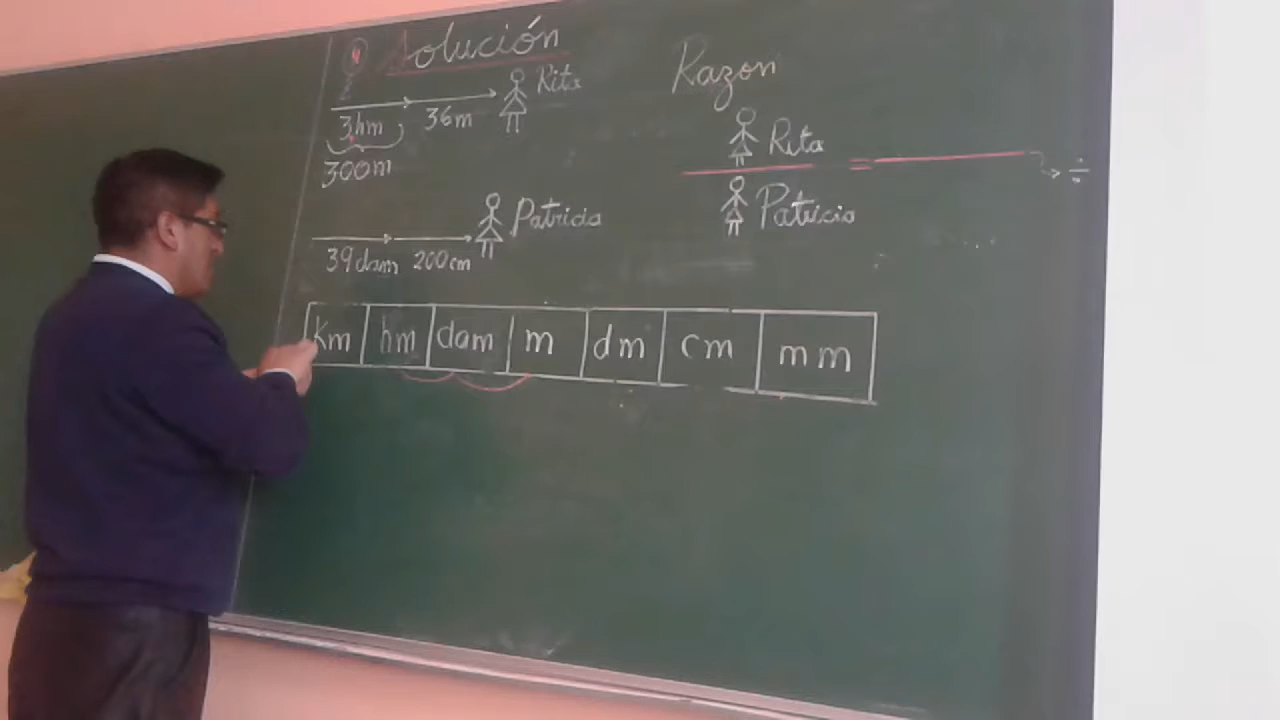 Solución
Rita
3hm 36m
300m
Patricia
39dam 200cm
Razon
Rita
=
Patricia
÷
km hm dam m dm cm mm